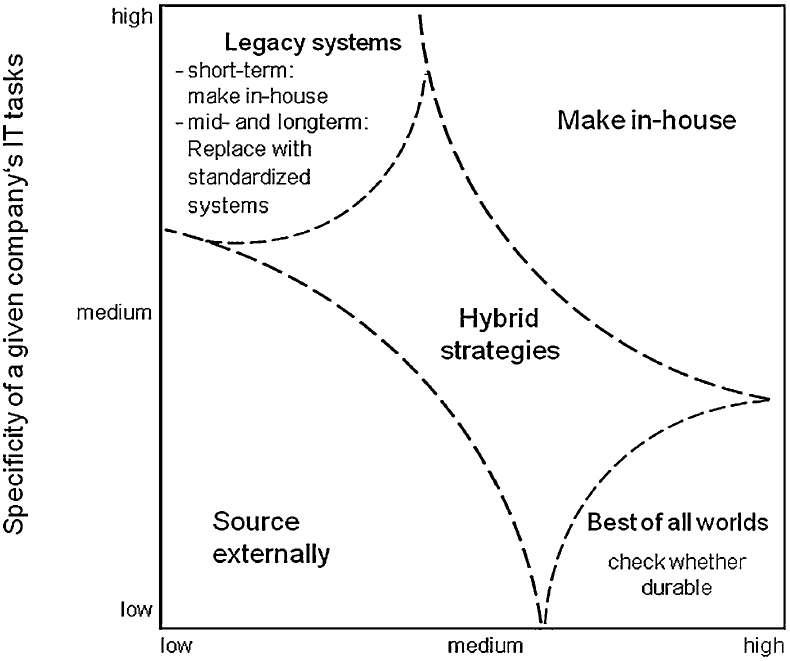 Specificity of a given company's IT tasks
high
medium
low
Legacy systems
- short-term:
make in-house
- mid- and longterm:
Replace with
standardized
systems
Make in-house
Hybrid
strategies
Source
externally
Best of all worlds
check whether
durable
low
medium
high